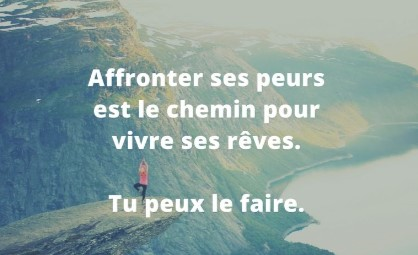 Affronter ses peurs
est le chemin pour
vivre ses rêves.
Tu peux le faire.